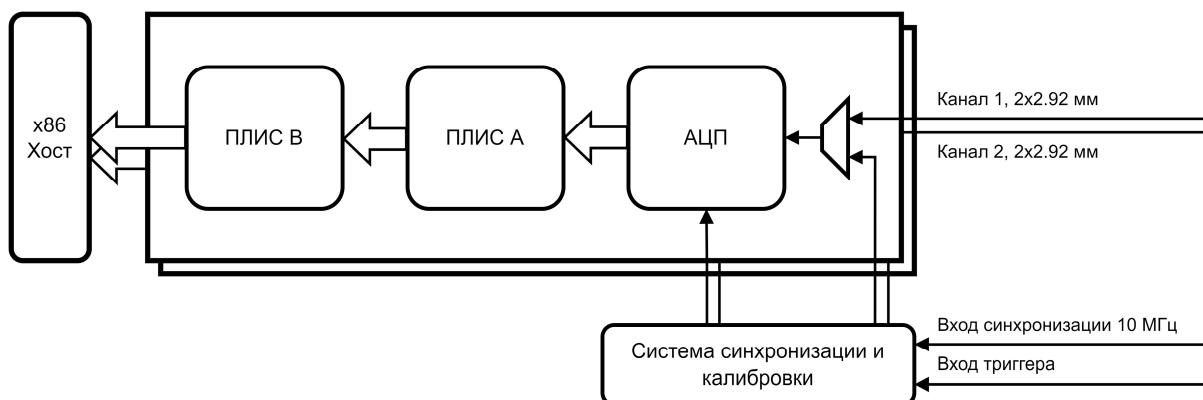 x86
Хост
ПЛИС B
ПЛИС A
АЦП
Канал 1, 2x2.92 мм
Канал 2, 2x2.92 мм
Система синхронизации и
калибровки
Вход синхронизации 10 МГц
Вход триггера